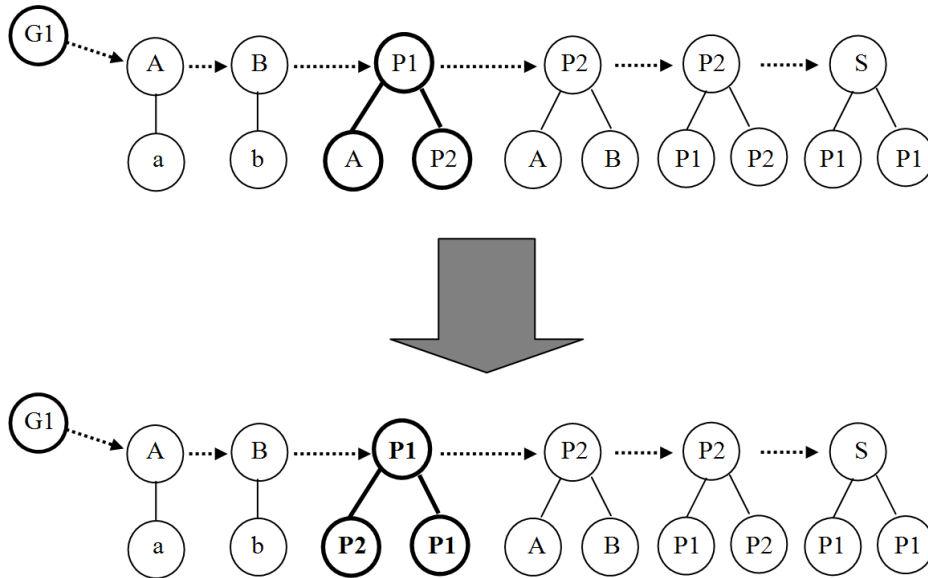 G1 A B P1 P2 P2 S
a b A P2 A B P1 P2 P1 P1
G1 A B P1 P2 P2 S
a b P2 P1 A B P1 P2 P1 P1